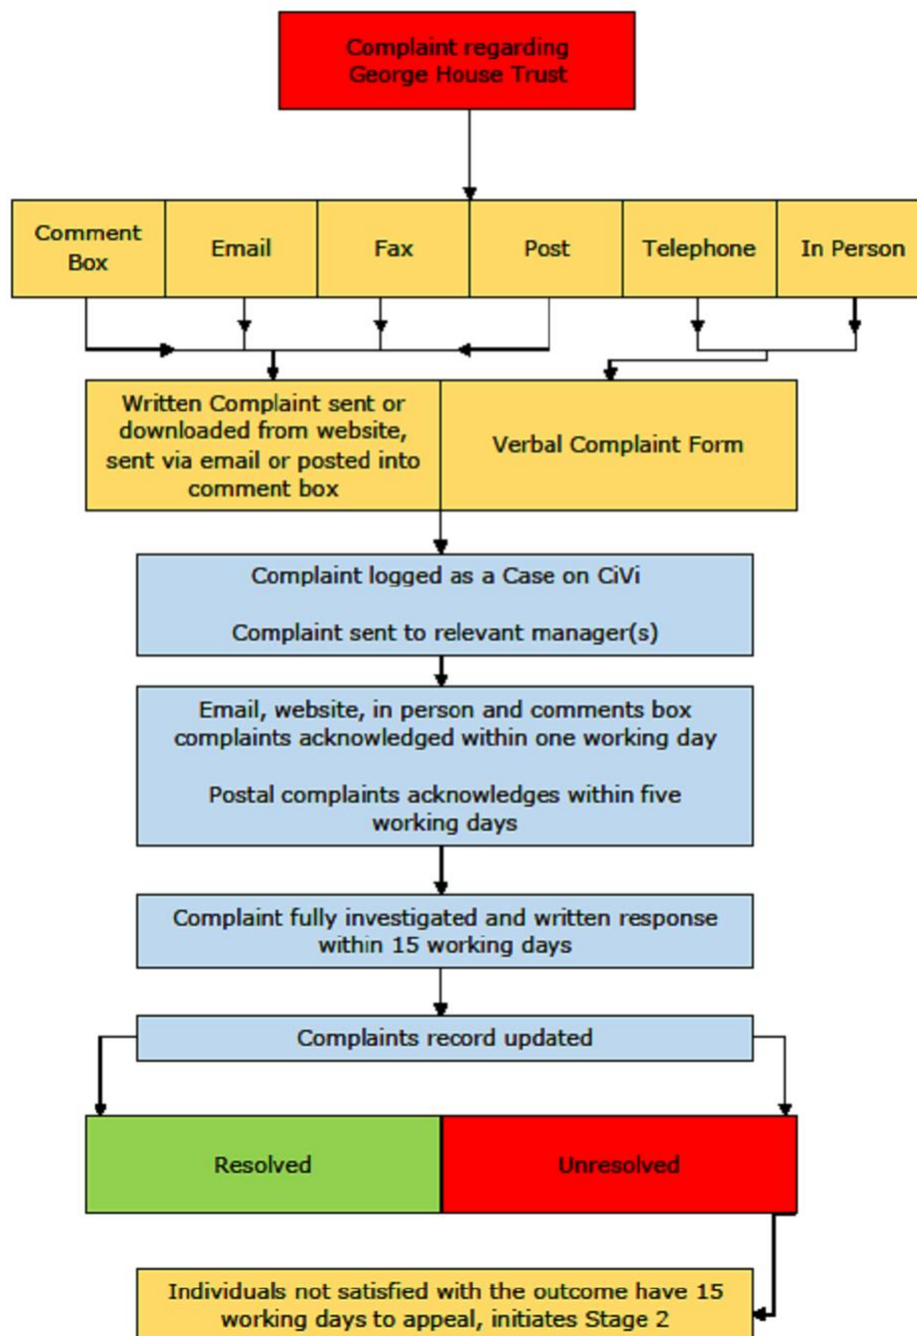 Complaint regarding
George House Trust
Comment
Box
Email
Fax
Post
Telephone
In Person
Written Complaint sent or
downloaded from website,
sent via email or posted into
comment box
Verbal Complaint Form
Complaint logged as a Case on CiVi
Complaint sent to relevant manager(s)
Email, website, in person and comments box
complaints acknowledged within one working day
Postal complaints acknowledges within five
working days
Complaint fully investigated and written response
within 15 working days
Complaints record updated
Resolved
Unresolved
Individuals not satisfied with the outcome have 15
working days to appeal, initiates Stage 2